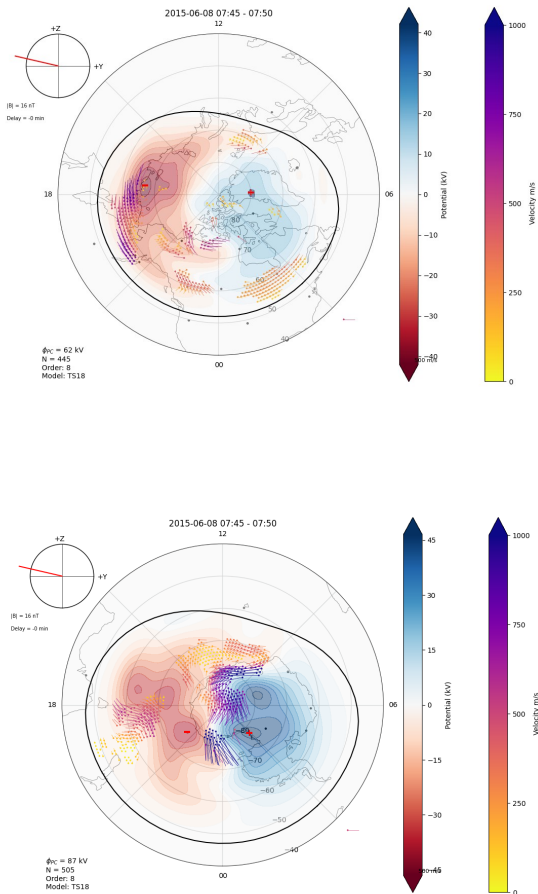 2015-06-08 07:45 - 07:50
12
+Z
+Y
|B| = 16 nT
Delay = -0 min
18
06
80
70
60
50
40
00
ϕPC = 62 kV
N = 445
Order: 8
Model: TS18
40
30
20
10
0
−10
−20
−30
−40
Potential (kV)
1000
750
500
250
0
Velocity m/s
2015-06-08 07:45 - 07:50
12
+Z
+Y
|B| = 16 nT
Delay = -0 min
18
06
−80
−70
−60
−50
−40
00
ϕPC = 87 kV
N = 505
Order: 8
Model: TS18
45
30
15
0
−15
−30
−45
Potential (kV)
1000
750
500
250
0
Velocity m/s